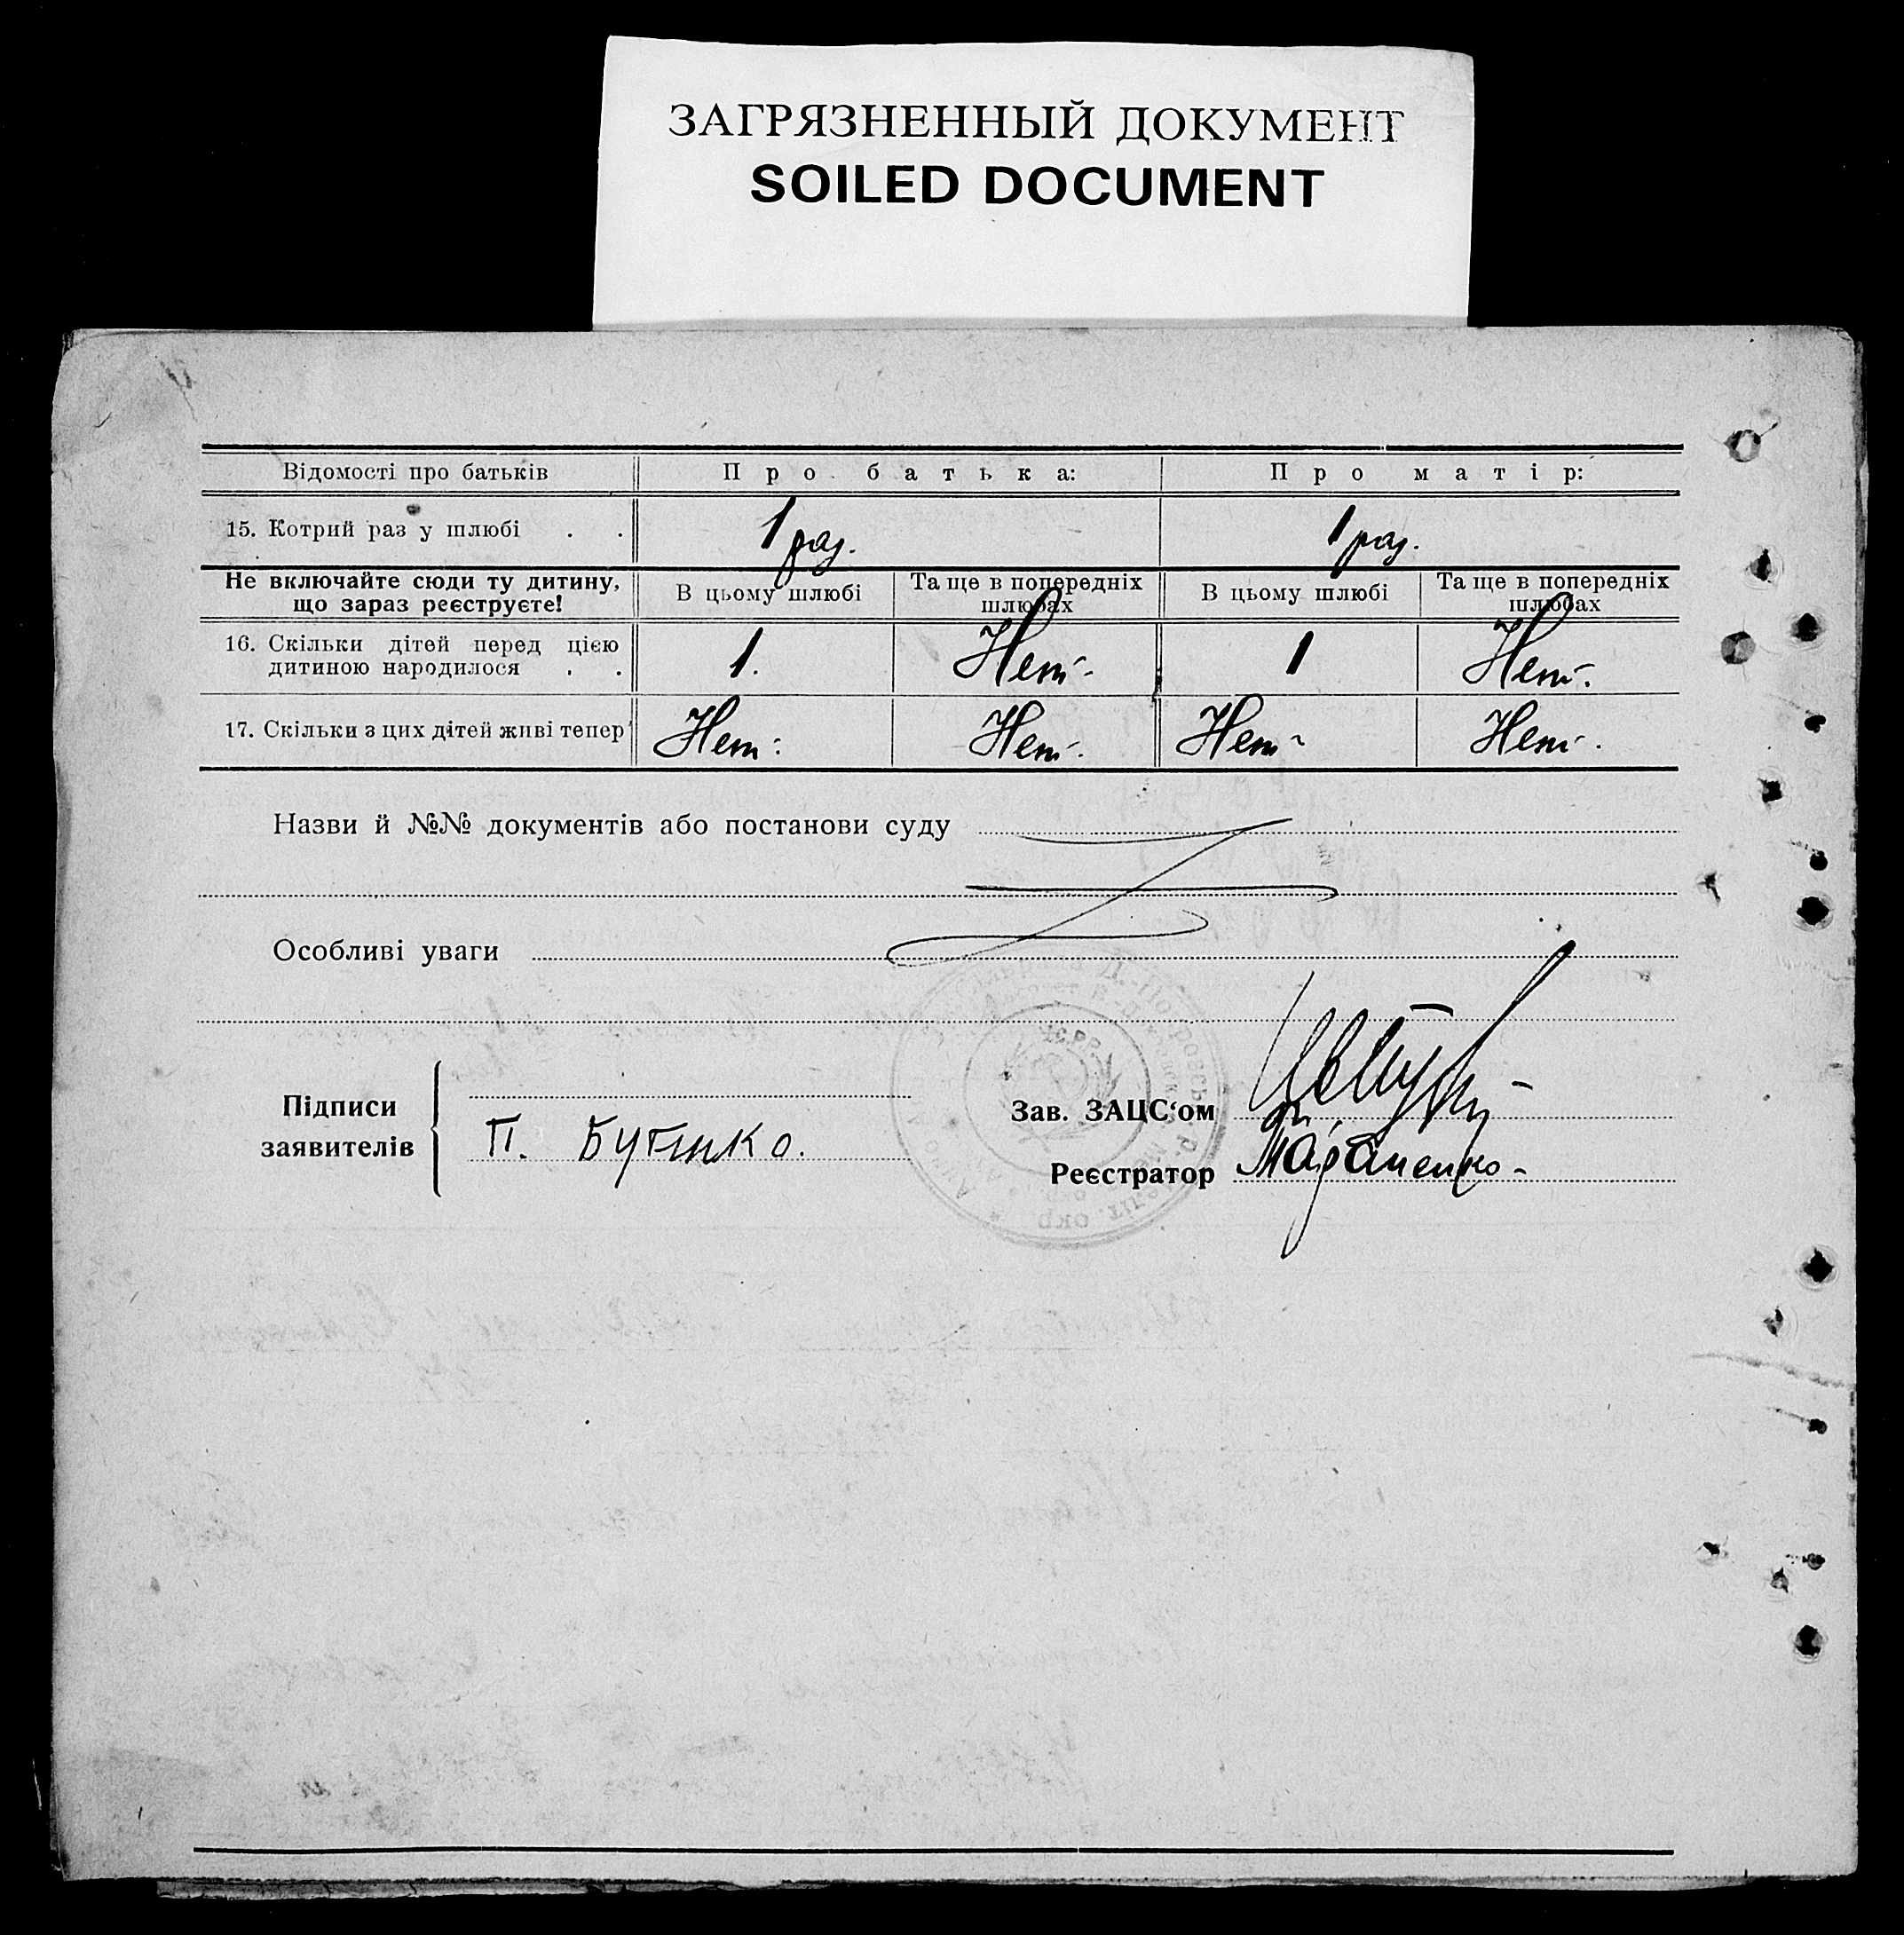 ЗАГРЯЗНЕННЫЙ ДОКУМЕНТ
SOILED DOCUMENT
Відомості про батьків Про батька: Про матір:
15. Котрий раз у шлюбі . . 1 раз. 1 раз.
Не включайте сюди ту дитину, що зараз реєструєте! В цьому шлюбі Та ще в попередніх шлюбах В цьому шлюбі Та ще в попередніх шлюбах
16. Скільки дітей перед цією
дитиною народилося . . 1. Нет. 1 Нет.
17. Скільки з цих дітей живі тепер Нет. Нет. Нет Нет.
Назви й №№ документів або постанови суду
Особливі уваги
Підписи
заявителів
П. Бутнко.
Зав. ЗАЦС‘ом
Реєстратор
УСРР
окр